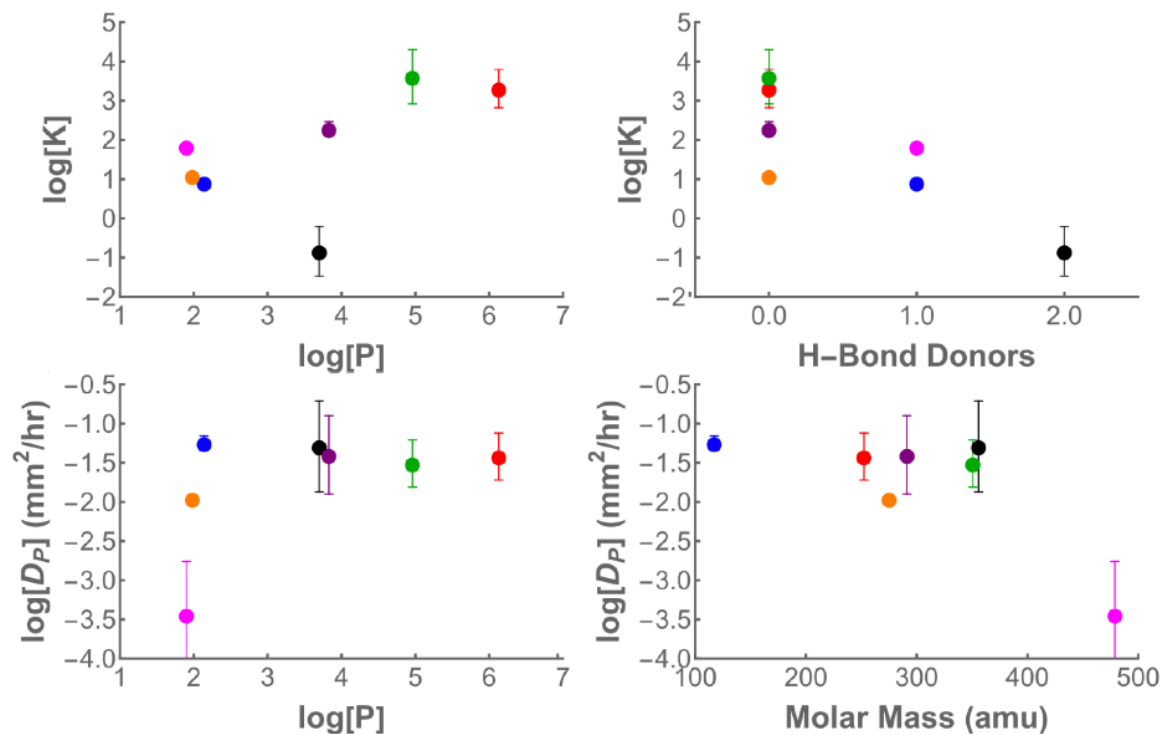 5
4
3
2
1
0
−1
−2
log[K]
1 2 3 4 5 6 7
log[P]
5
4
3
2
1
0
−1
−2
log[K]
0.0 1.0 2.0
H−Bond Donors
−0.5
−1.0
−1.5
−2.0
−2.5
−3.0
−3.5
−4.0
log[D_P] (mm²/hr)
1 2 3 4 5 6 7
log[P]
−0.5
−1.0
−1.5
−2.0
−2.5
−3.0
−3.5
−4.0
log[D_P] (mm²/hr)
100 200 300 400 500
Molar Mass (amu)